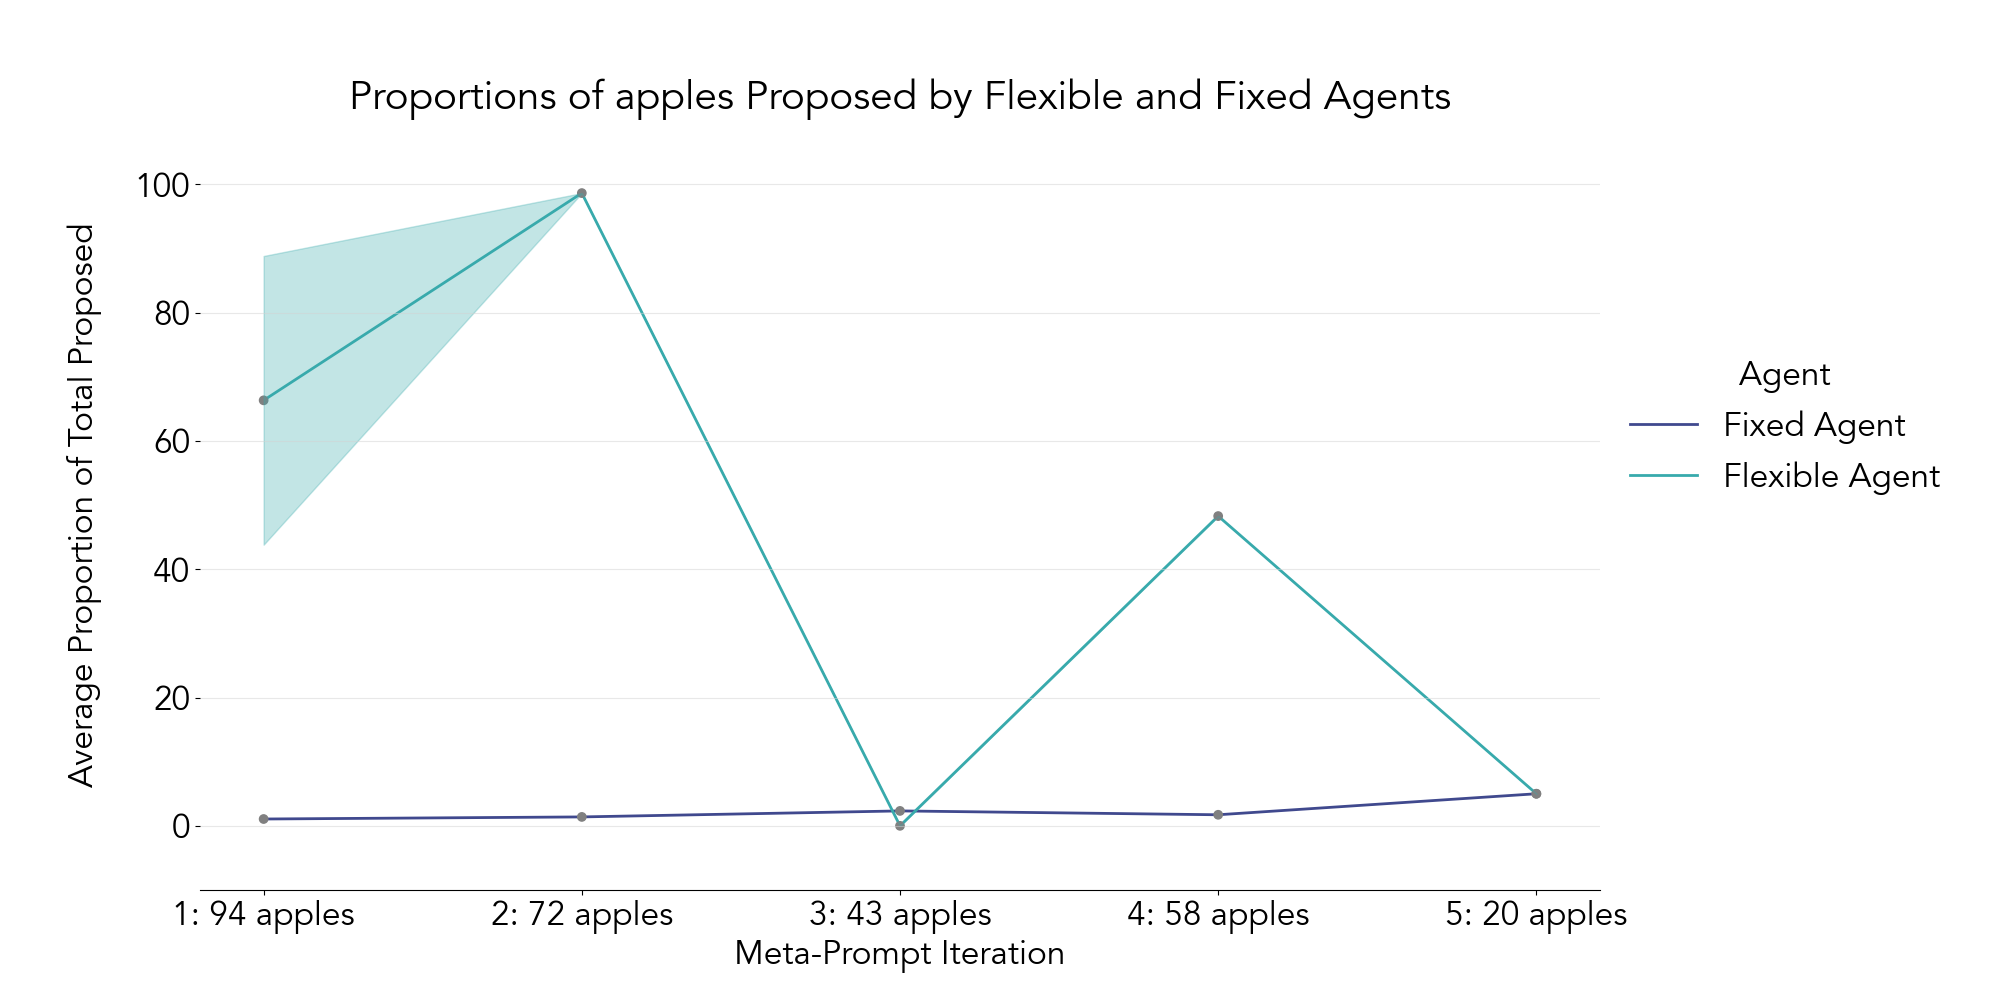 Proportions of apples Proposed by Flexible and Fixed Agents
Average Proportion of Total Proposed
100
80
60
40
20
0
1: 94 apples
2: 72 apples
3: 43 apples
4: 58 apples
5: 20 apples
Meta-Prompt Iteration
Agent
Fixed Agent
Flexible Agent